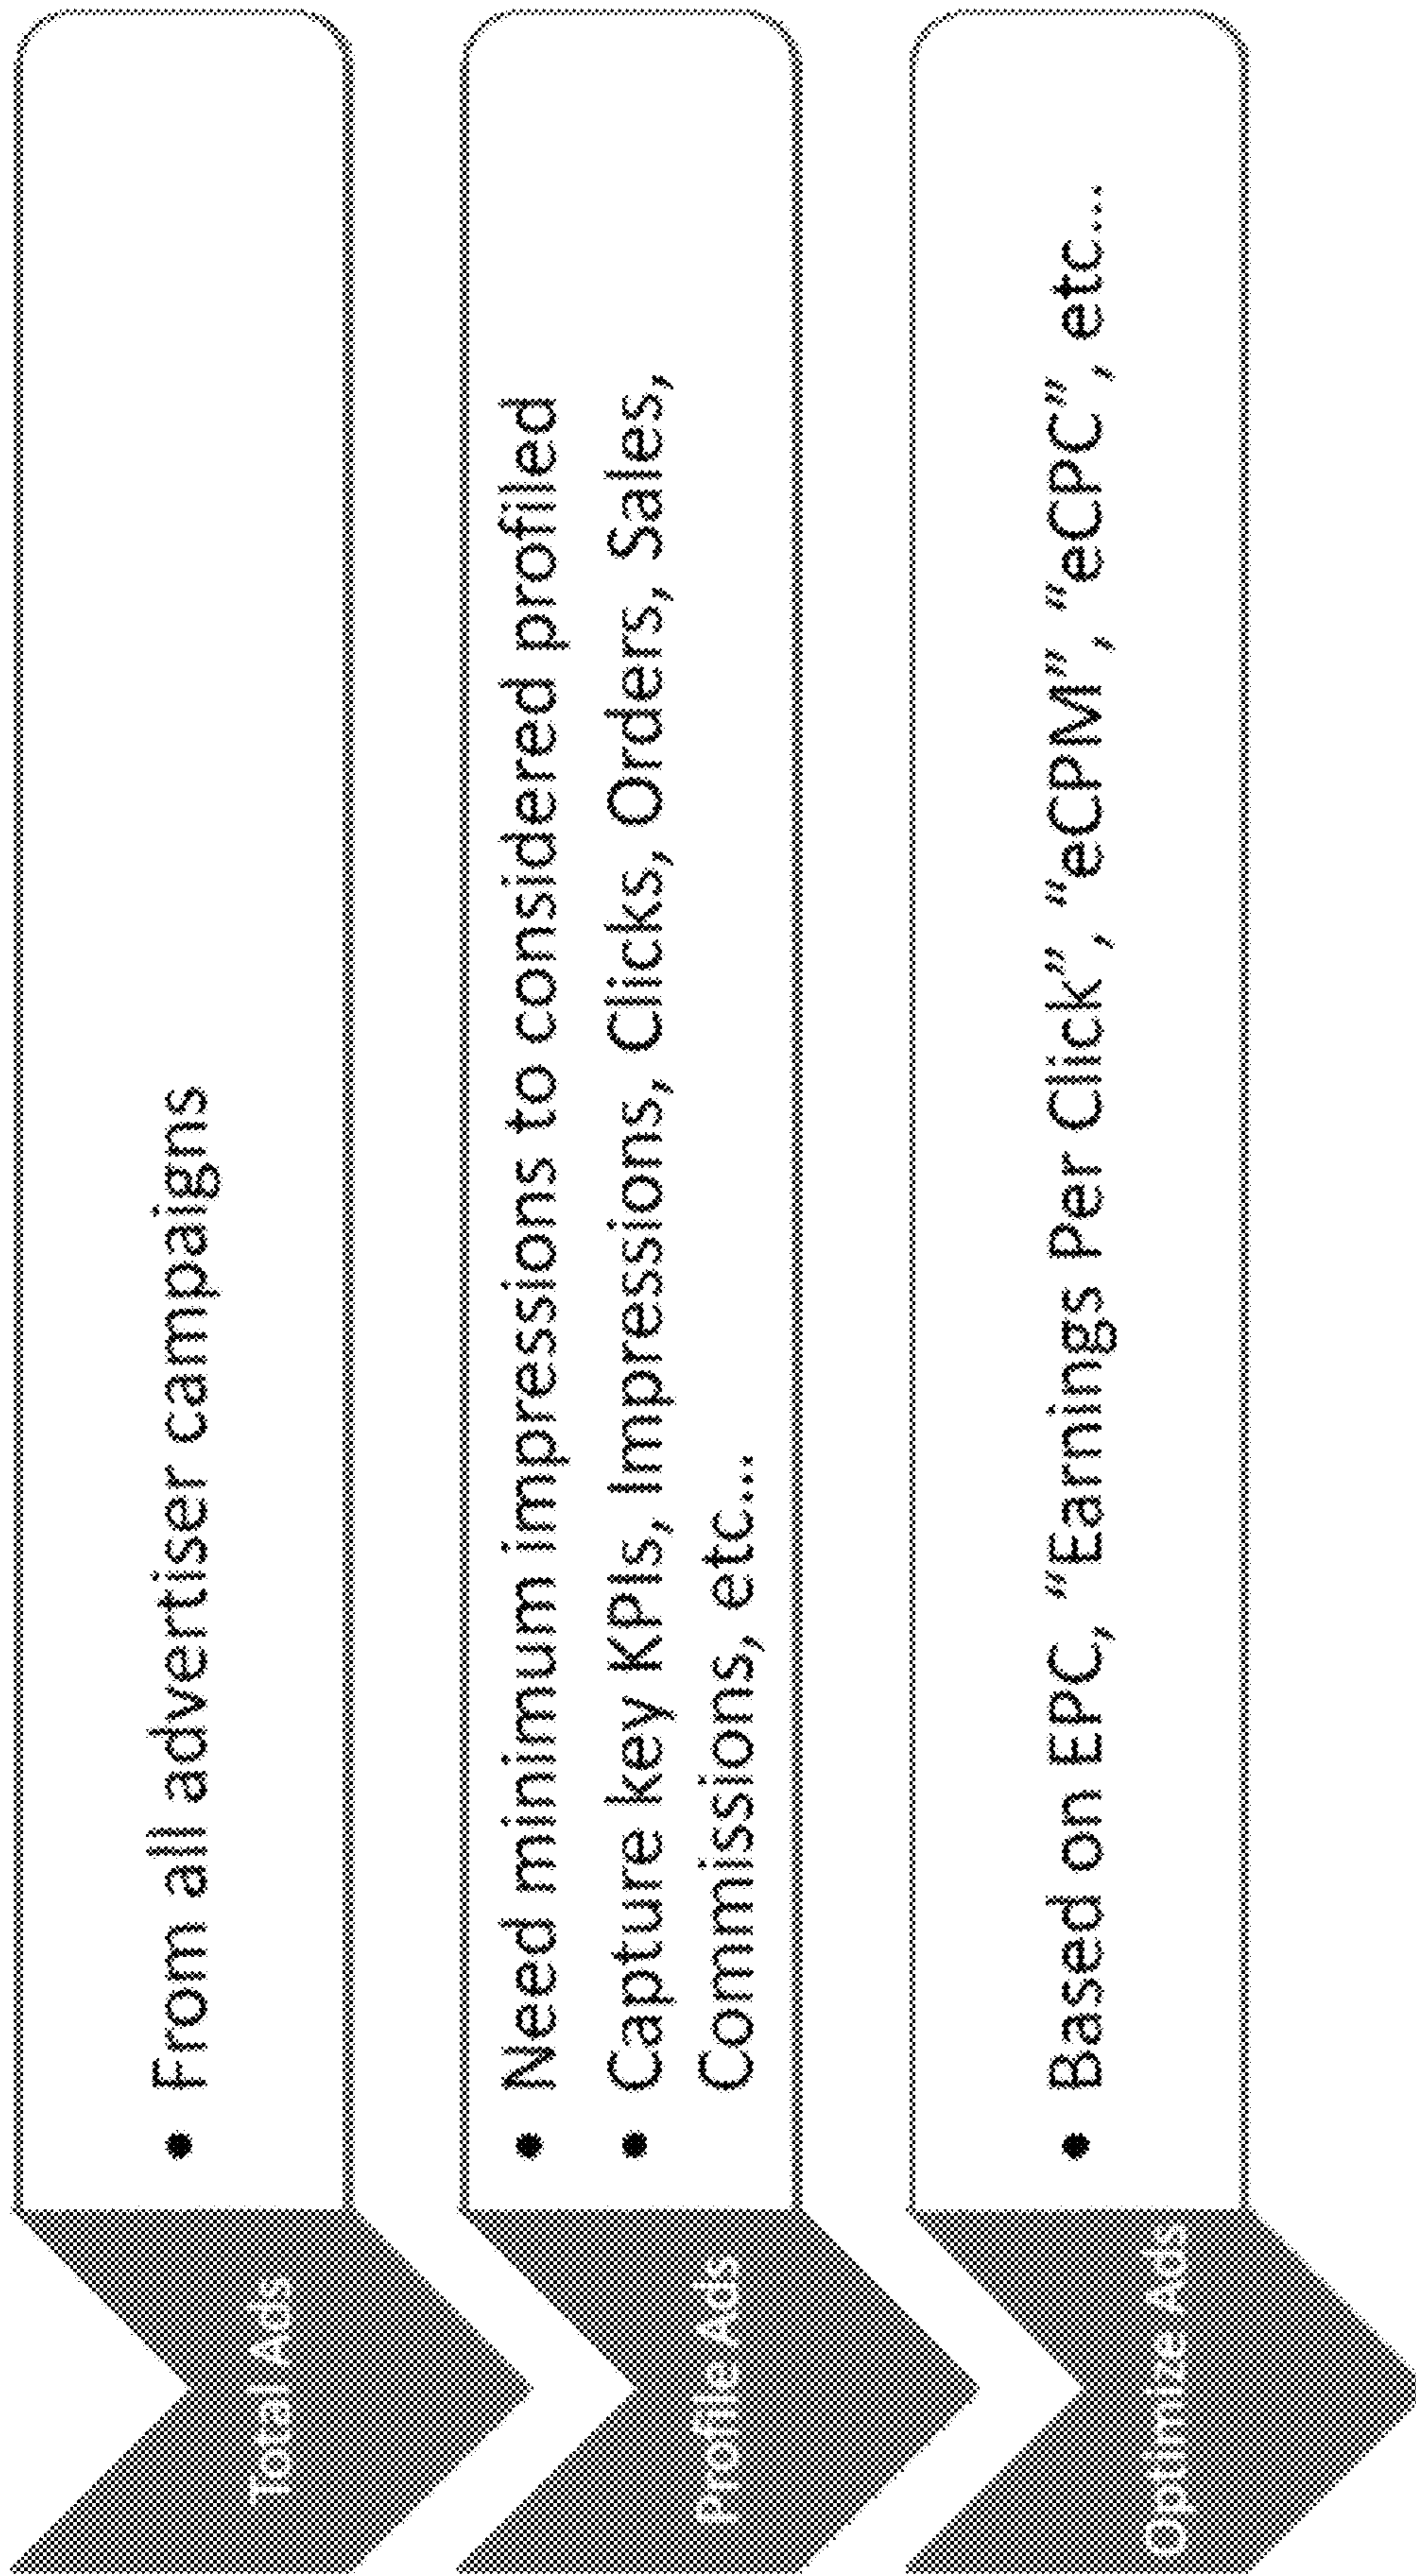 Total Ads
• From all advertiser campaigns
Profile Ads
• Need minimum impressions to considered profiled
• Capture key KPIs, Impressions, Clicks, Orders, Sales,
Commissions, etc...
Optimize Ads
• Based on EPC, “Earnings Per Click”, “eCPM”, “eCPC”, etc...